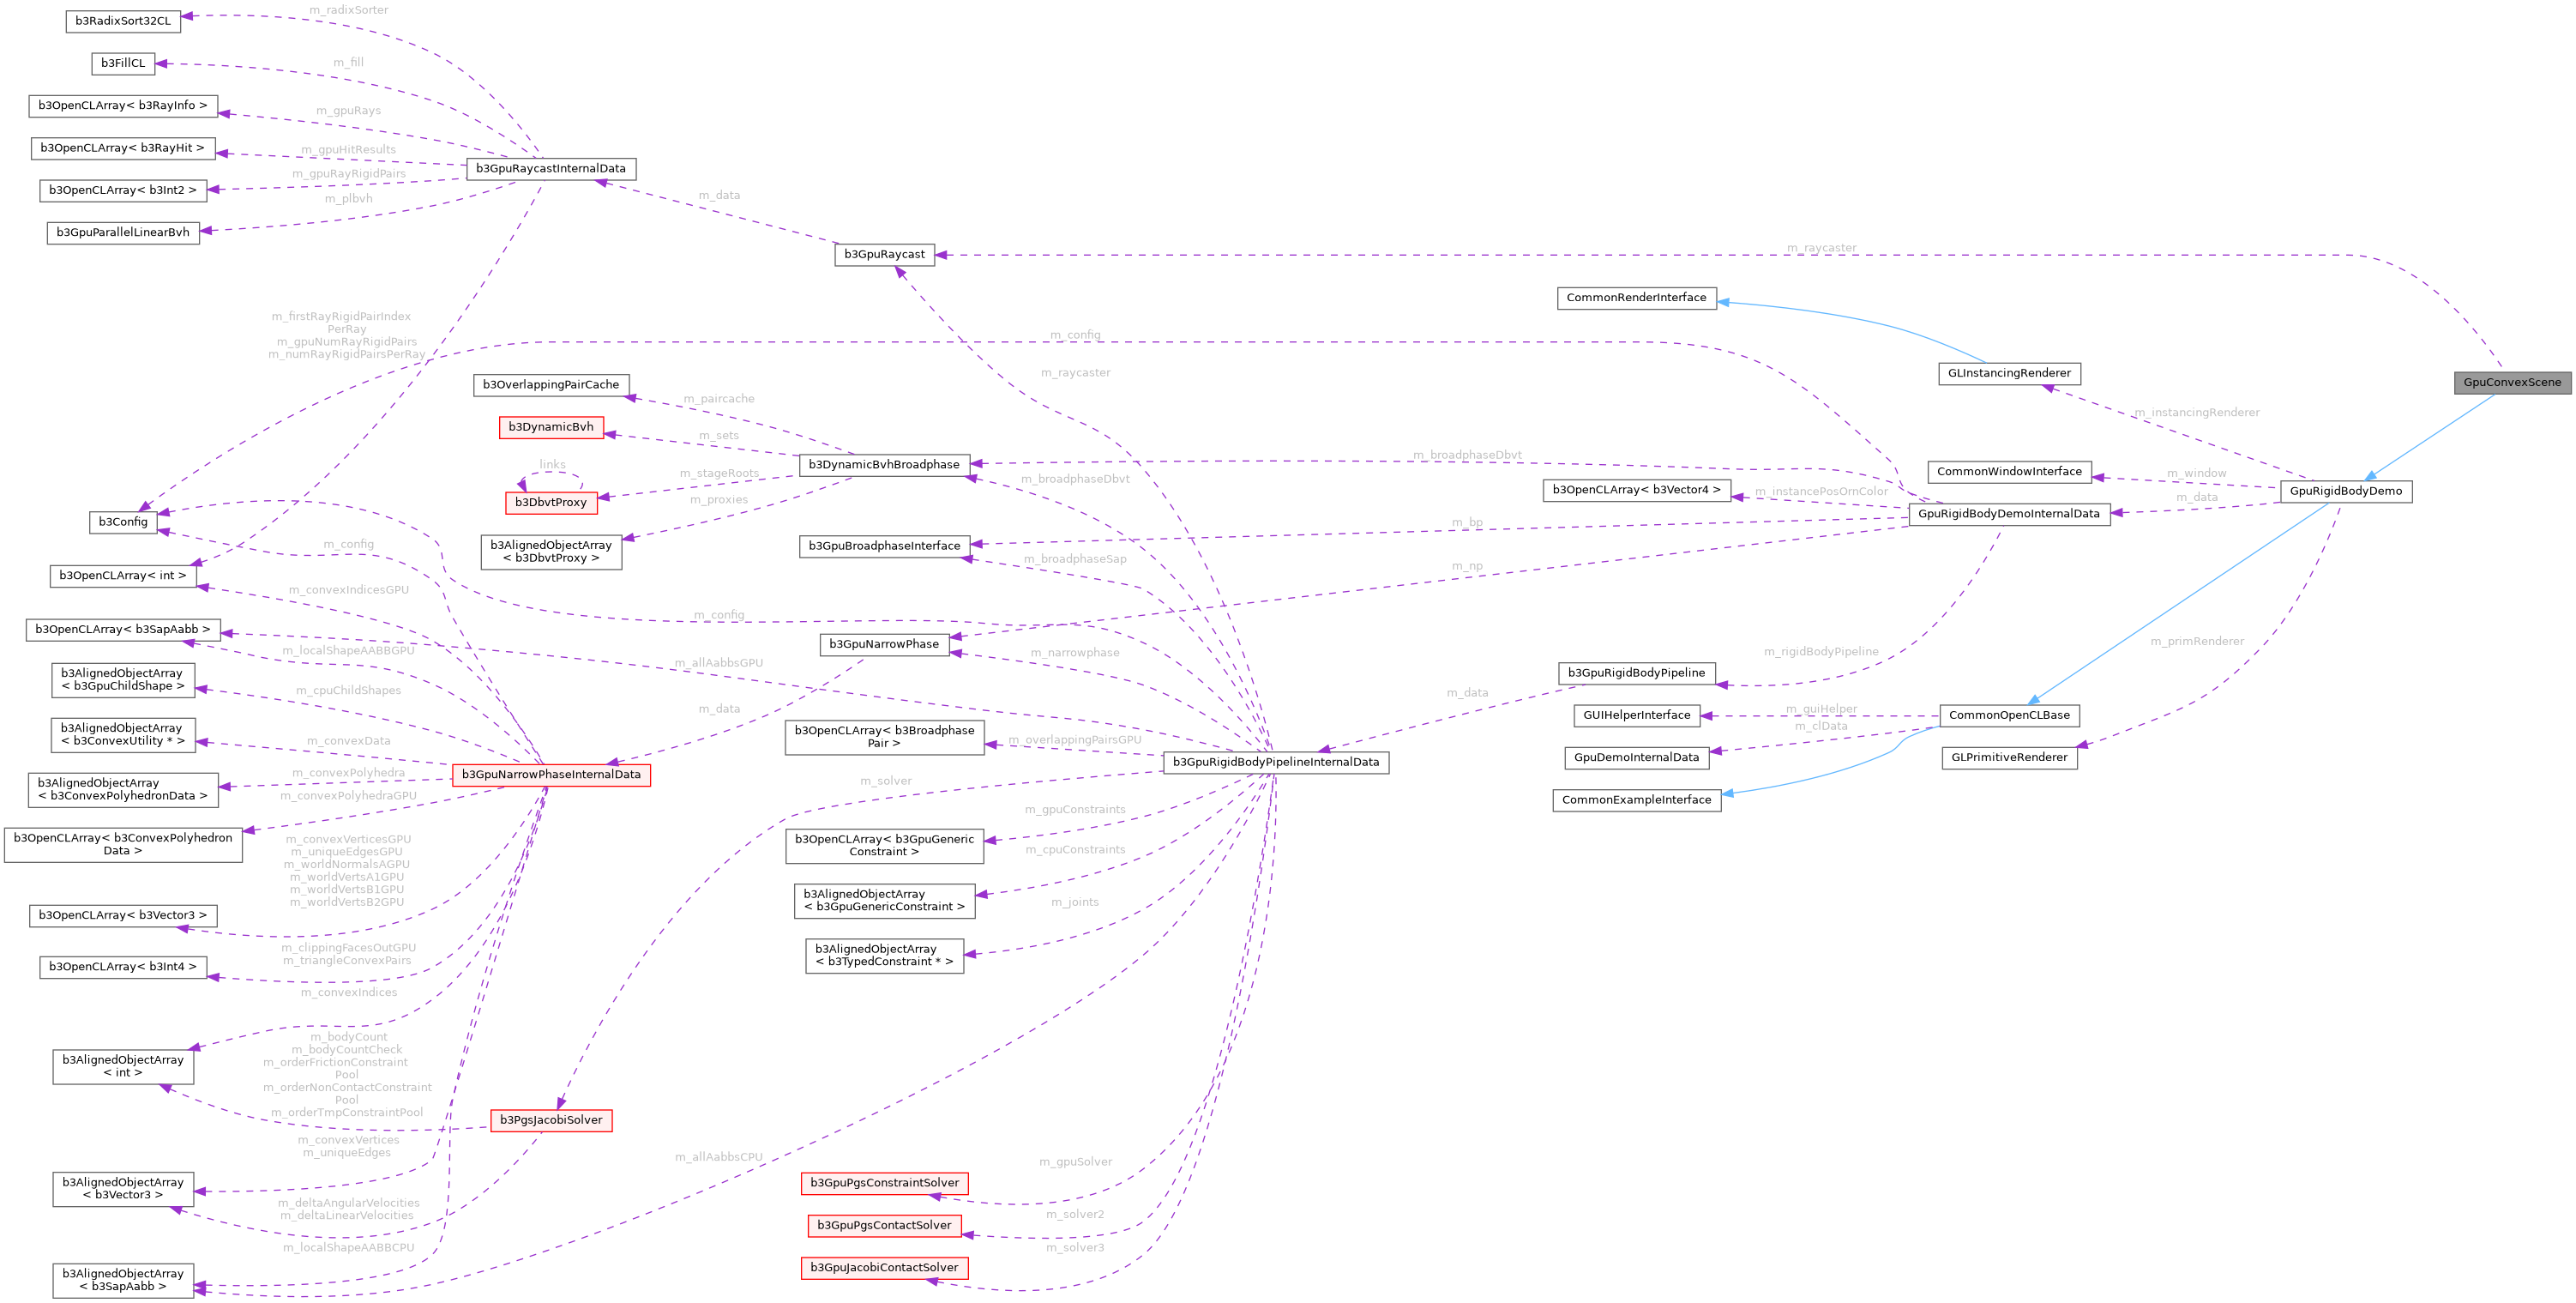 m_radixSorter
b3RadixSort32CL
m_fill
b3FillCL
b3OpenCLArray< b3RayInfo >
m_gpuRays
b3OpenCLArray< b3RayHit >
m_gpuHitResults
b3GpuRaycastInternalData
m_gpuRayRigidPairs
b3OpenCLArray< b3Int2 >
m_plbvh
b3GpuParallelLinearBvh
m_data
b3GpuRaycast
m_raycaster
CommonRenderInterface
m_firstRayRigidPairIndex
PerRay
m_gpuNumRayRigidPairs
m_numRayRigidPairsPerRay
m_config
m_raycaster
GLInstancingRenderer
GpuConvexScene
b3OverlappingPairCache
m_paircache
m_instancingRenderer
b3DynamicBvh
m_sets
m_broadphaseDbvt
links
b3DynamicBvhBroadphase
m_stageRoots
m_broadphaseDbvt
CommonWindowInterface
m_window
b3OpenCLArray< b3Vector4 >
m_instancePosOrnColor
m_data
GpuRigidBodyDemo
b3DbvtProxy
m_proxies
GpuRigidBodyDemoInternalData
b3Config
m_bp
m_config
b3AlignedObjectArray
< b3DbvtProxy >
b3GpuBroadphaseInterface
m_broadphaseSap
m_np
b3OpenCLArray< int >
m_convexIndicesGPU
m_config
b3OpenCLArray< b3SapAabb >
m_localShapeAABBGPU
b3GpuNarrowPhase
m_narrowphase
m_rigidBodyPipeline
m_primRenderer
m_allAabbsGPU
b3AlignedObjectArray
< b3GpuChildShape >
m_cpuChildShapes
b3GpuRigidBodyPipeline
m_data
m_data
GUIHelperInterface
m_guiHelper
CommonOpenCLBase
m_clData
b3AlignedObjectArray
< b3ConvexUtility * >
m_convexData
b3OpenCLArray< b3Broadphase
Pair >
m_overlappingPairsGPU
b3GpuRigidBodyPipelineInternalData
GpuDemoInternalData
GLPrimitiveRenderer
b3AlignedObjectArray
< b3ConvexPolyhedronData >
m_convexPolyhedra
b3GpuNarrowPhaseInternalData
m_solver
m_convexPolyhedraGPU
CommonExampleInterface
m_gpuConstraints
b3OpenCLArray< b3ConvexPolyhedron
Data >
b3OpenCLArray< b3GpuGeneric
Constraint >
m_cpuConstraints
m_convexVerticesGPU
m_uniqueEdgesGPU
m_worldNormalsAGPU
m_worldVertsA1GPU
m_worldVertsB1GPU
m_worldVertsB2GPU
b3AlignedObjectArray
< b3GpuGenericConstraint >
m_joints
b3OpenCLArray< b3Vector3 >
b3AlignedObjectArray
< b3TypedConstraint * >
m_clippingFacesOutGPU
m_triangleConvexPairs
b3OpenCLArray< b3Int4 >
m_convexIndices
b3AlignedObjectArray
< int >
m_bodyCount
m_bodyCountCheck
m_orderFrictionConstraint
Pool
m_orderNonContactConstraint
Pool
m_orderTmpConstraintPool
b3PgsJacobiSolver
m_convexVertices
m_uniqueEdges
m_allAabbsCPU
m_gpuSolver
b3AlignedObjectArray
< b3Vector3 >
b3GpuPgsConstraintSolver
m_deltaAngularVelocities
m_deltaLinearVelocities
b3GpuPgsContactSolver
m_solver2
m_localShapeAABBCPU
m_solver3
b3AlignedObjectArray
< b3SapAabb >
b3GpuJacobiContactSolver